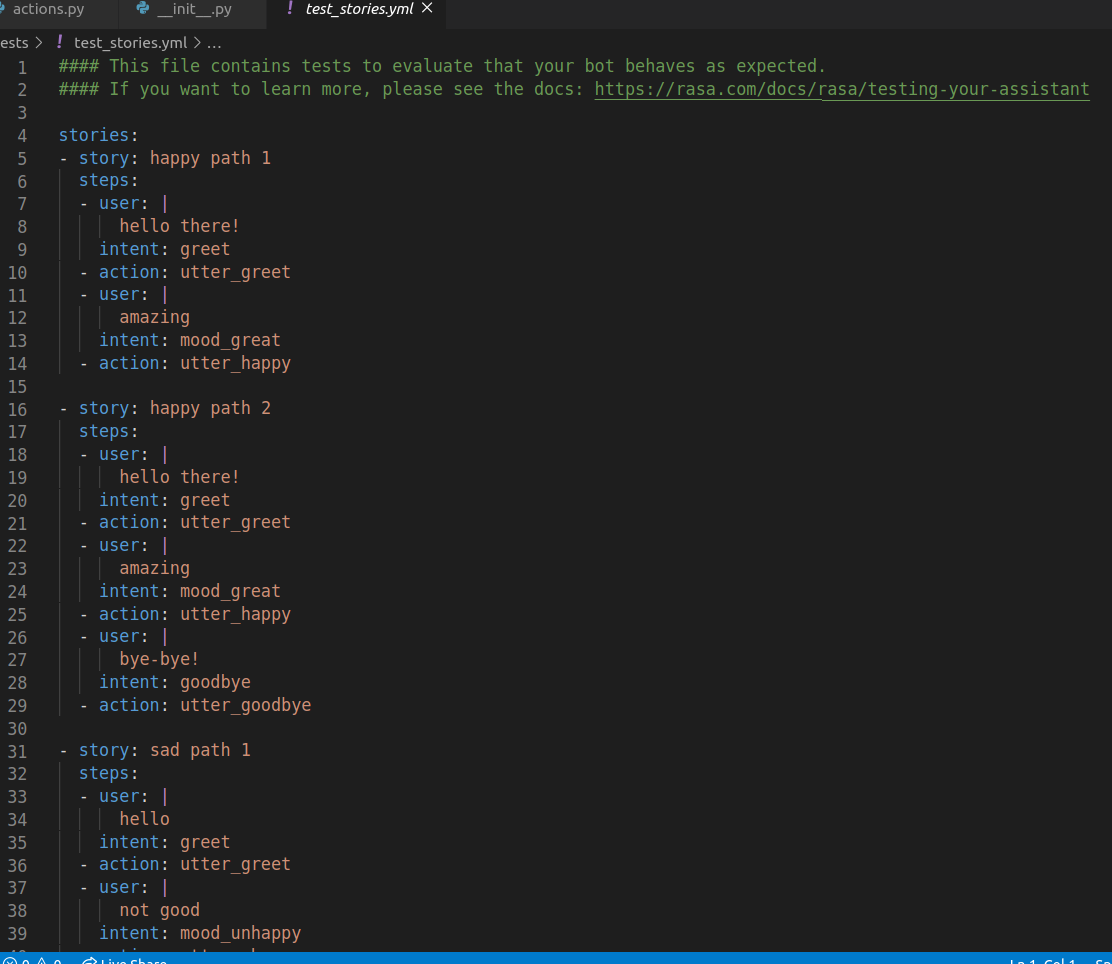 actions.py __init__.py ! test_stories.yml ×
ests > ! test_stories.yml > ...
1 #### This file contains tests to evaluate that your bot behaves as expected.
2 #### If you want to learn more, please see the docs: https://rasa.com/docs/rasa/testing-your-assistant
3
4 stories:
5 - story: happy path 1
6   steps:
7   - user: |
8       hello there!
9     intent: greet
10   - action: utter_greet
11   - user: |
12       amazing
13     intent: mood_great
14   - action: utter_happy
15
16 - story: happy path 2
17   steps:
18   - user: |
19       hello there!
20     intent: greet
21   - action: utter_greet
22   - user: |
23       amazing
24     intent: mood_great
25   - action: utter_happy
26   - user: |
27       bye-bye!
28     intent: goodbye
29   - action: utter_goodbye
30
31 - story: sad path 1
32   steps:
33   - user: |
34       hello
35     intent: greet
36   - action: utter_greet
37   - user: |
38       not good
39     intent: mood_unhappy
0 0 Live Share Ln 1, Col 1 Sp